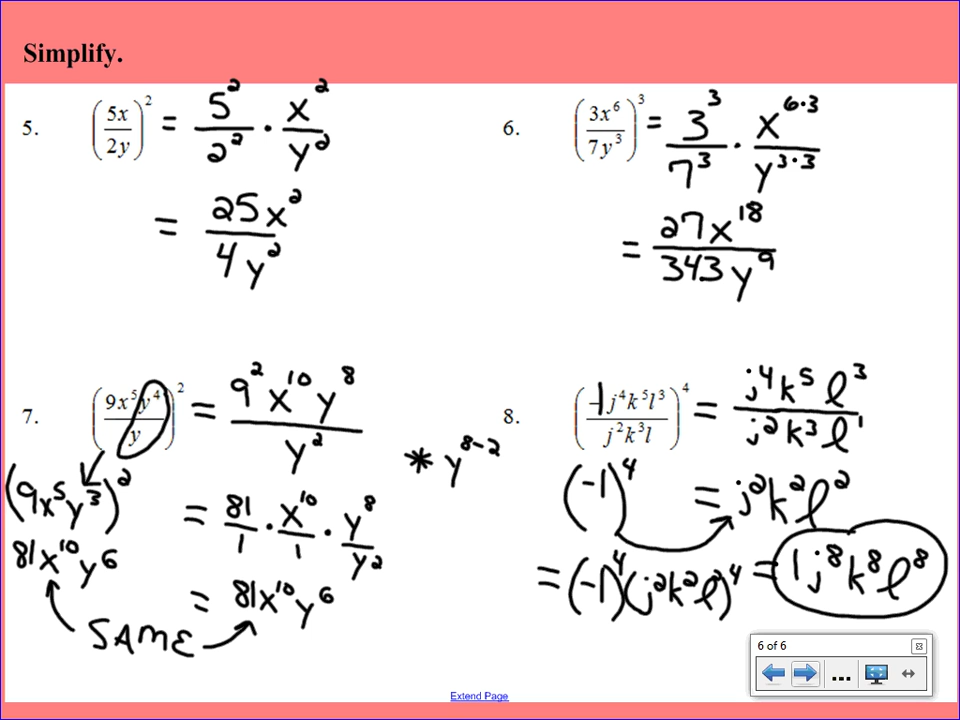 Simplify.
5. (5x/2y)^2 = 5^2/2^2 · x^2/y^2
= 25x^2/4y^2
6. (3x^6/7y^3)^3 = 3^3/7^3 · x^(6·3)/y^(3·3)
= 27x^18/343y^9
7. (9x^5y^4/y)^2 = 9^2x^10y^8/y^2
* y^(8-2)
(9x^5y^3)^2
= 81/1 · x^10/1 · y^8/y^2
81x^10y^6
= 81x^10y^6
SAME
8. (-1j^4k^5l^3/j^2k^3l)^4 = j^4k^5l^3/j^2k^3l^1
(-1)^4 = j^2k^2l^2
= (-1)^4(j^2k^2l^2)^4 = 1j^8k^8l^8
6 of 6
...
Extend Page